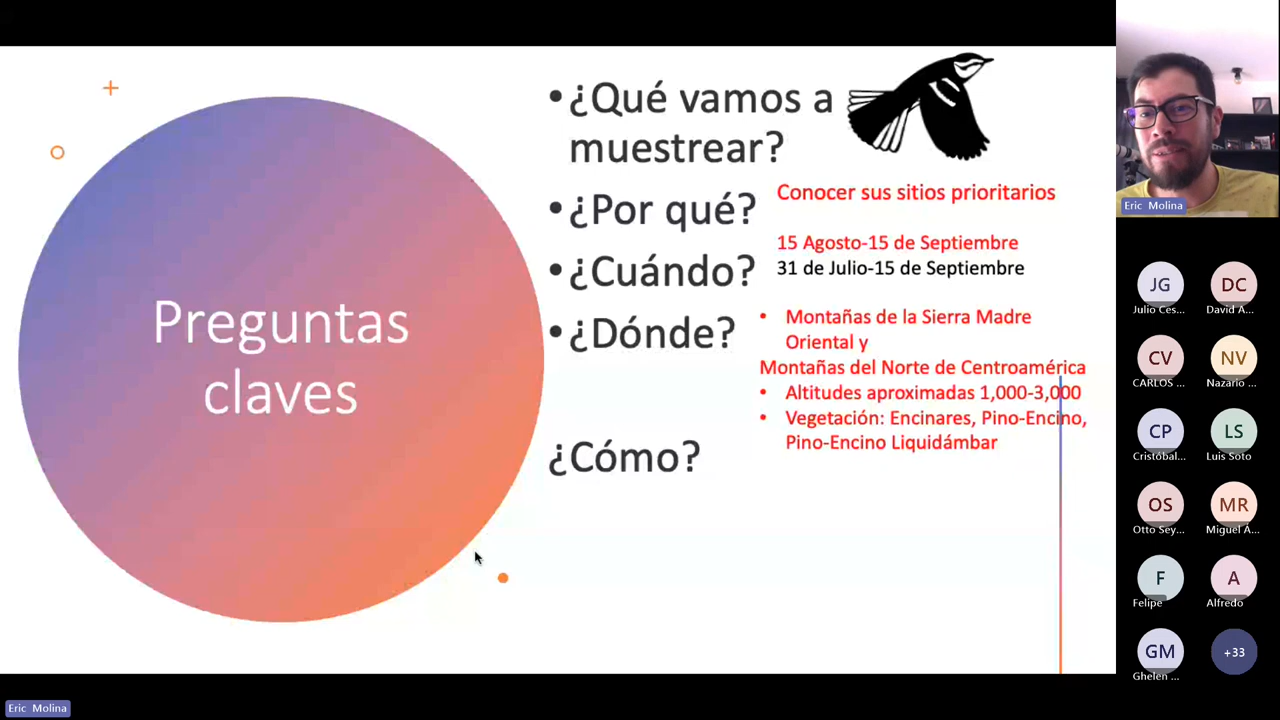 Preguntas
claves
•¿Qué vamos a
muestrear?
•¿Por qué?
Conocer sus sitios prioritarios
•¿Cuándo?
15 Agosto-15 de Septiembre
31 de Julio-15 de Septiembre
•¿Dónde?
• Montañas de la Sierra Madre
Oriental y
Montañas del Norte de Centroamérica
• Altitudes aproximadas 1,000-3,000
• Vegetación: Encinares, Pino-Encino,
Pino-Encino Liquidámbar
¿Cómo?
Eric Molina
JG
Julio Ces...
DC
David A...
CV
CARLOS ...
NV
Nazario ...
CP
Cristóbal...
LS
Luis Soto
OS
Otto Sey...
MR
Miguel Á...
F
Felipe
A
Alfredo
GM
Ghelen ...
+33
Eric Molina